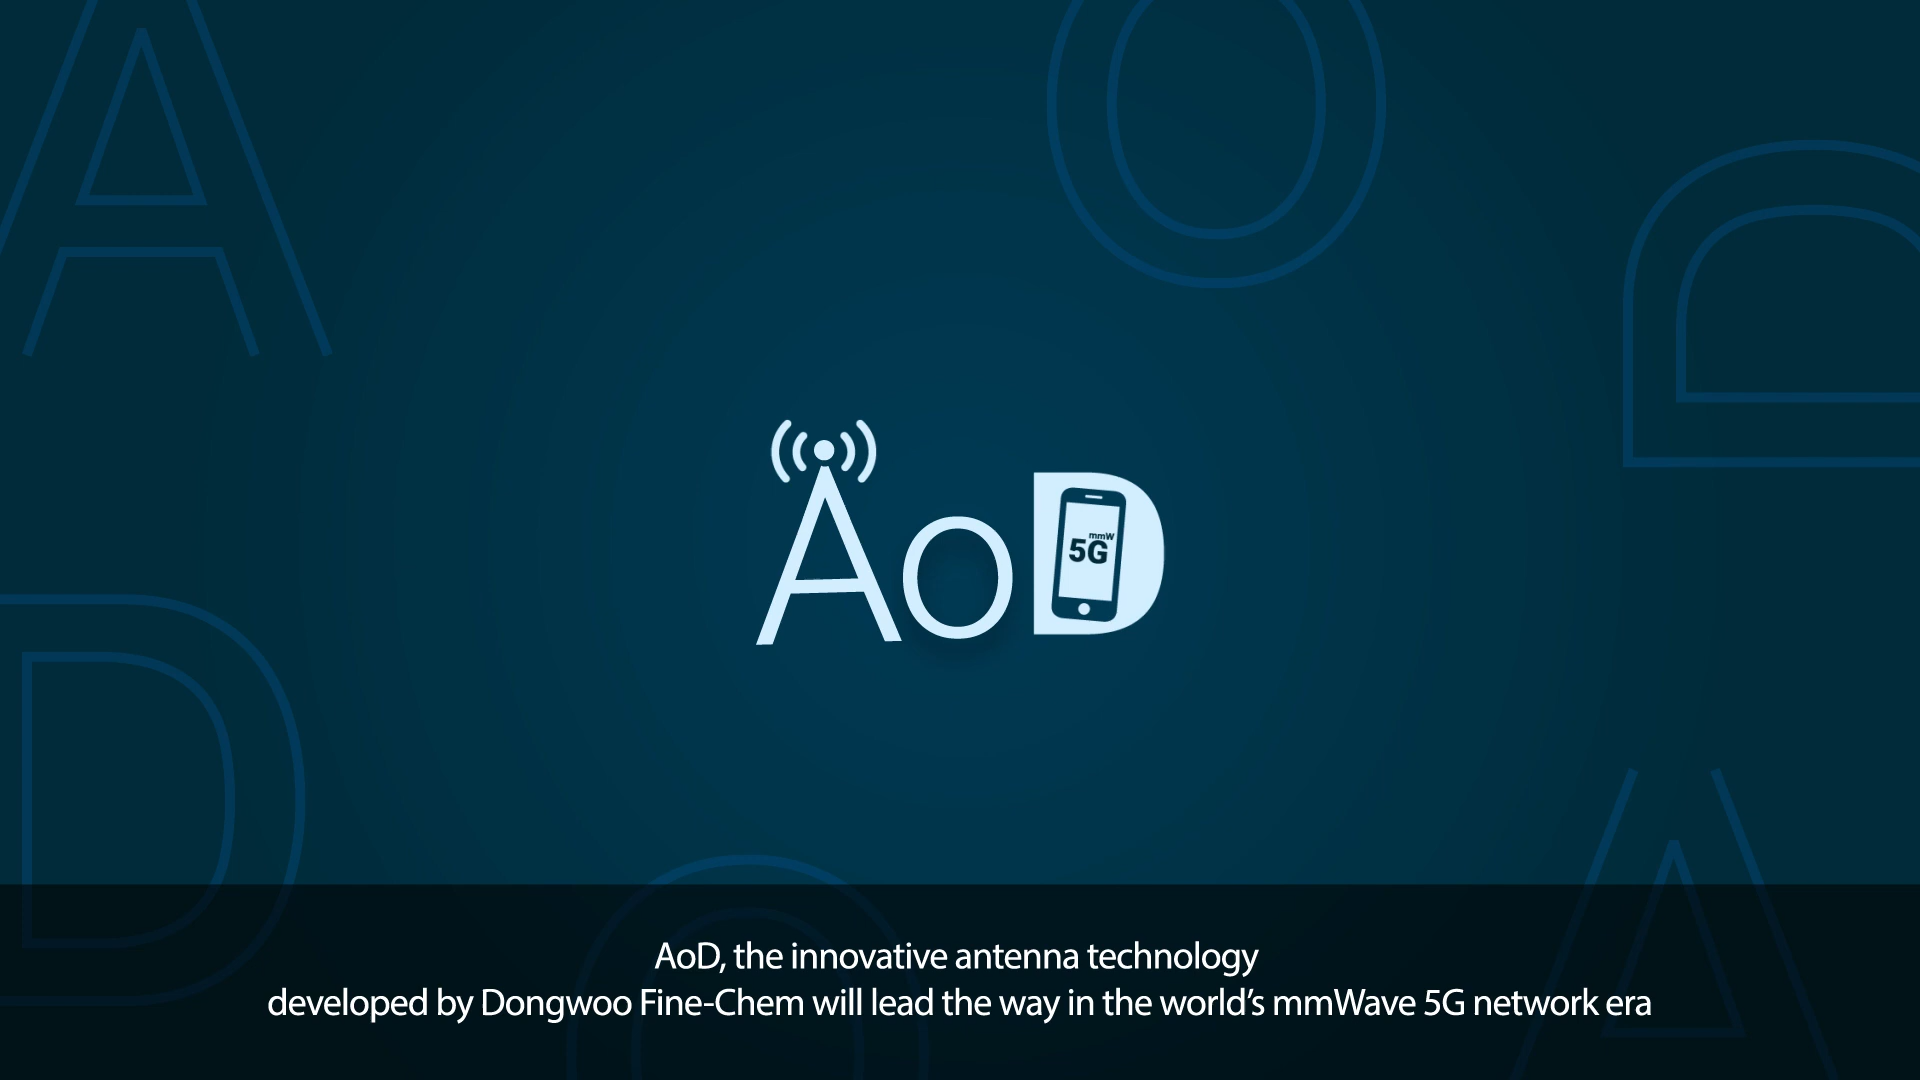 A
O
D
AoD
mmW
5G
D
O
A
AoD, the innovative antenna technology
developed by Dongwoo Fine-Chem will lead the way in the world’s mmWave 5G network era